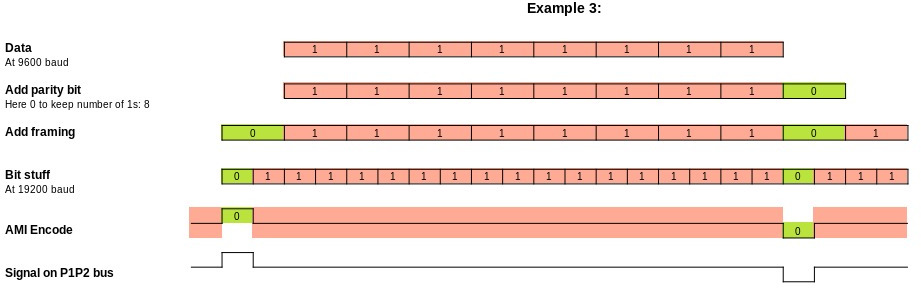 Example 3:
Data
At 9600 baud
1 1 1 1 1 1 1 1
Add parity bit
Here 0 to keep number of 1s: 8
1 1 1 1 1 1 1 1 0
Add framing
0 1 1 1 1 1 1 1 1 0 1
Bit stuff
At 19200 baud
0 1 1 1 1 1 1 1 1 1 1 1 1 1 1 1 1 1 0 1 1 1
AMI Encode
0 0
Signal on P1P2 bus